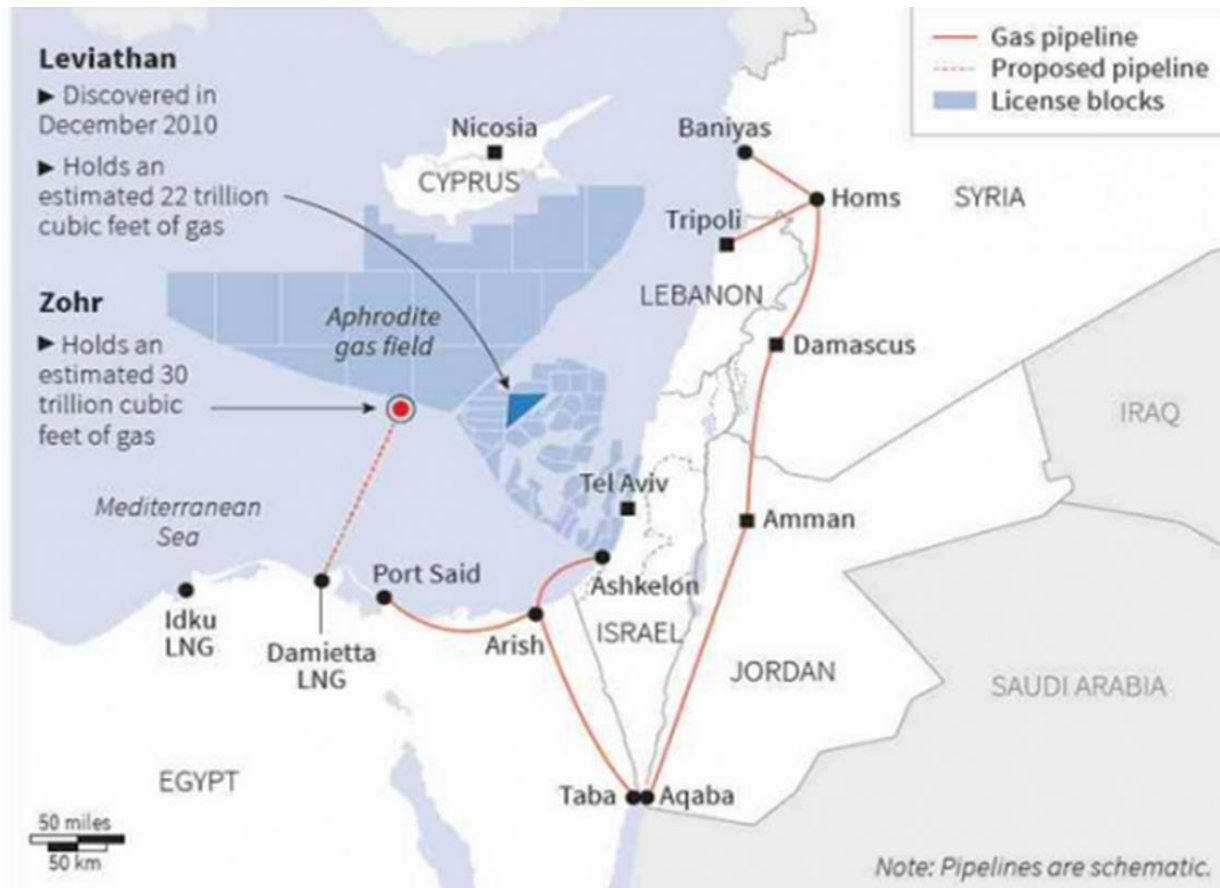 Leviathan
▶ Discovered in
December 2010
▶ Holds an
estimated 22 trillion
cubic feet of gas
Zohr
▶ Holds an
estimated 30
trillion cubic
feet of gas
Gas pipeline
Proposed pipeline
License blocks
Nicosia
CYPRUS
Baniyas
Homs
SYRIA
Tripoli
LEBANON
Aphrodite
gas field
Damascus
IRAQ
Mediterranean
Sea
Tel Aviv
Amman
Port Said
Ashkelon
Idku
LNG
Damietta
LNG
Arish
ISRAEL
JORDAN
SAUDI ARABIA
EGYPT
Taba
Aqaba
50 miles
50 km
Note: Pipelines are schematic.